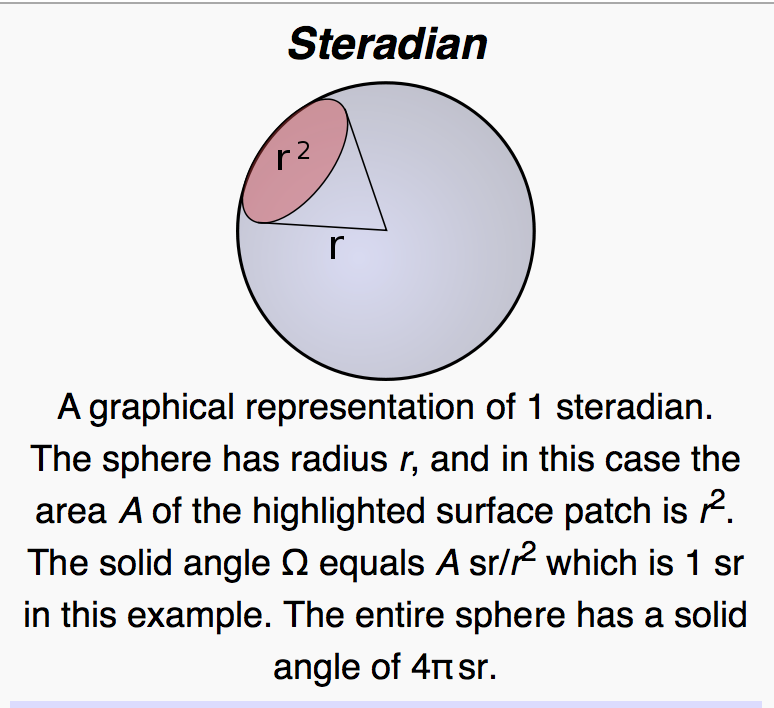 Steradian
r²
r
A graphical representation of 1 steradian.
The sphere has radius r, and in this case the
area A of the highlighted surface patch is r².
The solid angle Ω equals A sr/r² which is 1 sr
in this example. The entire sphere has a solid
angle of 4π sr.